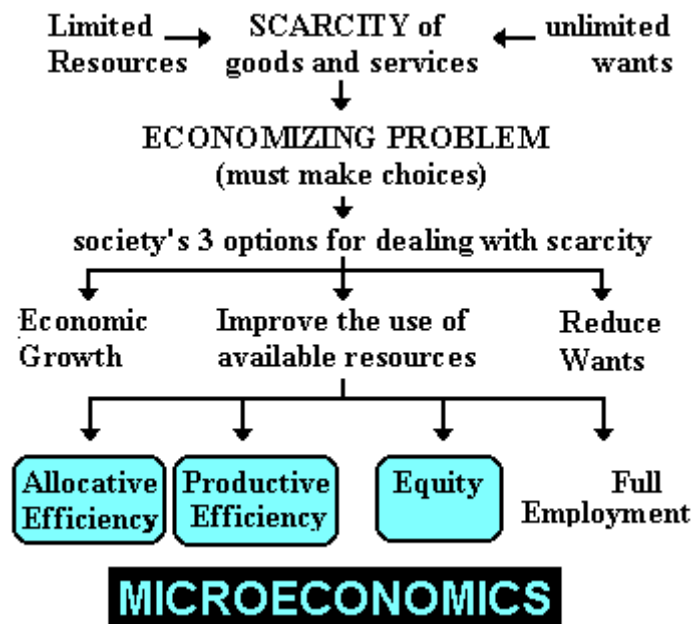 Limited
Resources
SCARCITY of
goods and services
unlimited
wants
ECONOMIZING PROBLEM
(must make choices)
society's 3 options for dealing with scarcity
Economic
Growth
Improve the use of
available resources
Reduce
Wants
Allocative
Efficiency
Productive
Efficiency
Equity
Full
Employment
MICROECONOMICS